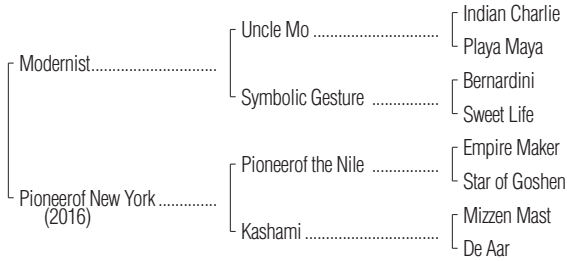 Indian Charlie
Uncle Mo
Playa Maya
Modernist
Bernardini
Symbolic Gesture
Sweet Life
Empire Maker
Pioneerof the Nile
Star of Goshen
Pioneerof New York
(2016)
Mizzen Mast
Kashami
De Aar